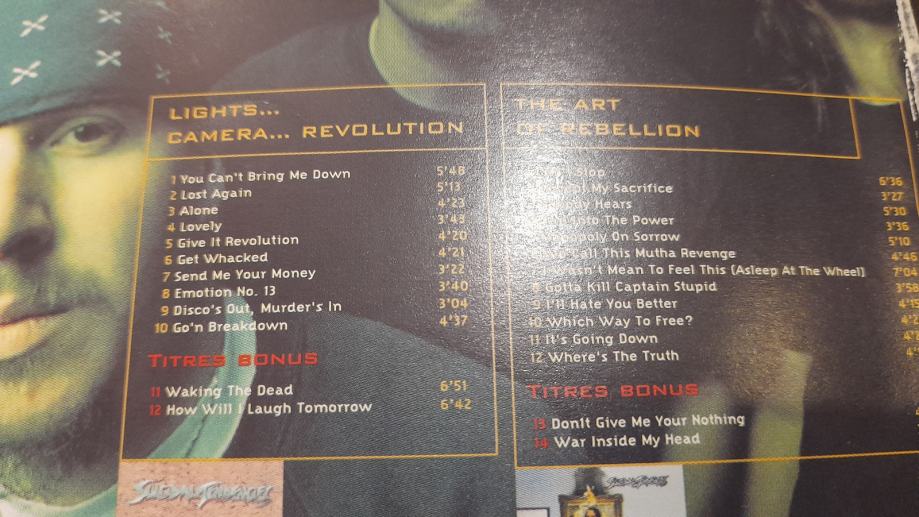 LIGHTS...
CAMERA... REVOLUTION
1 You Can't Bring Me Down 5'48
2 Lost Again 5'13
3 Alone 4'23
4 Lovely 3'43
5 Give It Revolution 4'20
6 Get Whacked 4'21
7 Send Me Your Money 3'22
8 Emotion No. 13 3'40
9 Disco's Out, Murder's In 3'04
10 Go'n Breakdown 4'37
TITRES BONUS
11 Waking The Dead 6'51
12 How Will I Laugh Tomorrow 6'42
SUICIDAL TENDENCIES
THE ART
OF REBELLION
Stop 6'36
My Sacrifice 3'27
Hears 5'30
Into The Power 3'36
On Sorrow 5'10
Call This Mutha Revenge 4'46
I Wasn't Mean To Feel This (Asleep At The Wheel) 7'04
8 Gotta Kill Captain Stupid 3'58
9 I'll Hate You Better
10 Which Way To Free?
11 It's Going Down
12 Where's The Truth
TITRES BONUS
13 Don1t Give Me Your Nothing
14 War Inside My Head